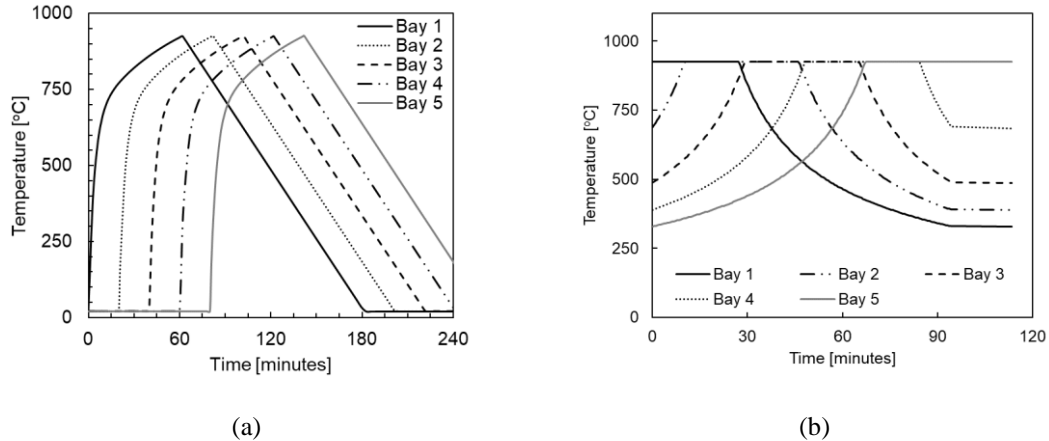 1000
750
500
250
0
Temperature [°C]
Bay 1
Bay 2
Bay 3
Bay 4
Bay 5
0 60 120 180 240
Time [minutes]
(a)
1000
750
500
250
0
Temperature [°C]
Bay 1 Bay 2 Bay 3
Bay 4 Bay 5
0 30 60 90 120
Time [minutes]
(b)